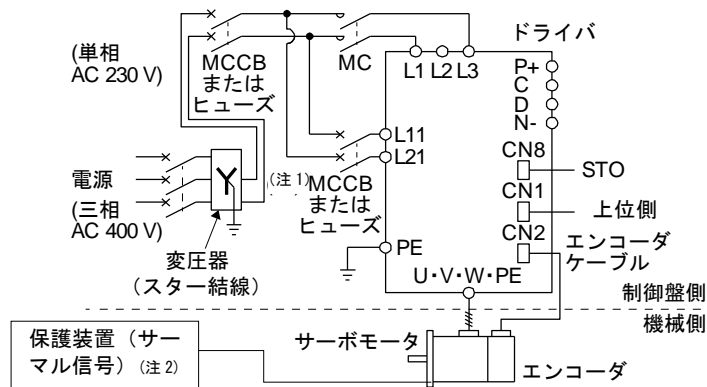 ドライバ
(単相
AC 230 V)
MCCB
または
ヒューズ
MC
L1 L2 L3
P+
C
D
N-
L11
L21
CN8
STO
CN1
上位側
CN2
エンコーダ
ケーブル
電源
(三相
AC 400 V)
(注 1)
MCCB
または
ヒューズ
変圧器
(スター結線)
PE
U・V・W・PE
制御盤側
機械側
保護装置(サー
マル信号) (注 2)
サーボモータ
エンコーダ